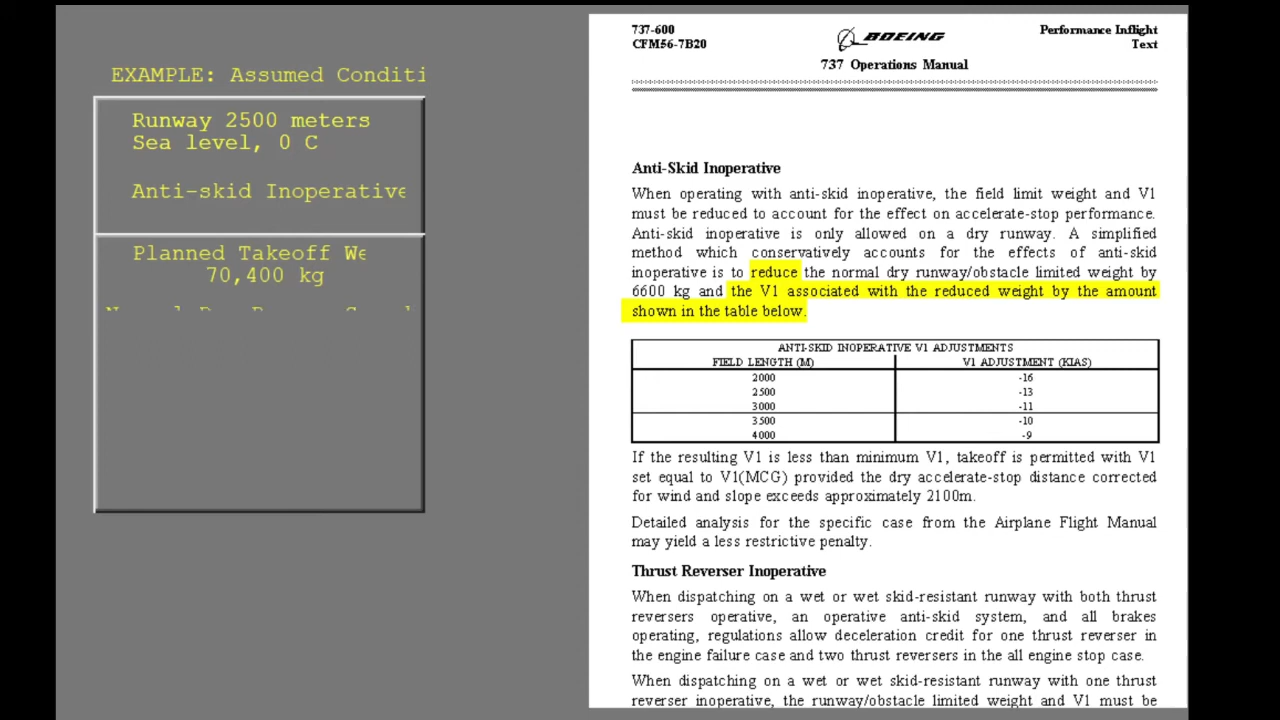 EXAMPLE: Assumed Conditi
Runway 2500 meters
Sea level, 0 C
Anti-skid Inoperative
Planned Takeoff We
70,400 kg
737-600
CFM56-7B20
BOEING
737 Operations Manual
Performance Inflight
Text
Anti-Skid Inoperative
When operating with anti-skid inoperative, the field limit weight and V1
must be reduced to account for the effect on accelerate-stop performance.
Anti-skid inoperative is only allowed on a dry runway. A simplified
method which conservatively accounts for the effects of anti-skid
inoperative is to reduce the normal dry runway/obstacle limited weight by
6600 kg and the V1 associated with the reduced weight by the amount
shown in the table below.
ANTI-SKID INOPERATIVE V1 ADJUSTMENTS
FIELD LENGTH (M) V1 ADJUSTMENT (KIAS)
2000 -16
2500 -13
3000 -11
3500 -10
4000 -9
If the resulting V1 is less than minimum V1, takeoff is permitted with V1
set equal to V1(MCG) provided the dry accelerate-stop distance corrected
for wind and slope exceeds approximately 2100m.
Detailed analysis for the specific case from the Airplane Flight Manual
may yield a less restrictive penalty.
Thrust Reverser Inoperative
When dispatching on a wet or wet skid-resistant runway with both thrust
reversers operative, an operative anti-skid system, and all brakes
operating, regulations allow deceleration credit for one thrust reverser in
the engine failure case and two thrust reversers in the all engine stop case.
When dispatching on a wet or wet skid-resistant runway with one thrust
reverser inoperative, the runway/obstacle limited weight and V1 must be